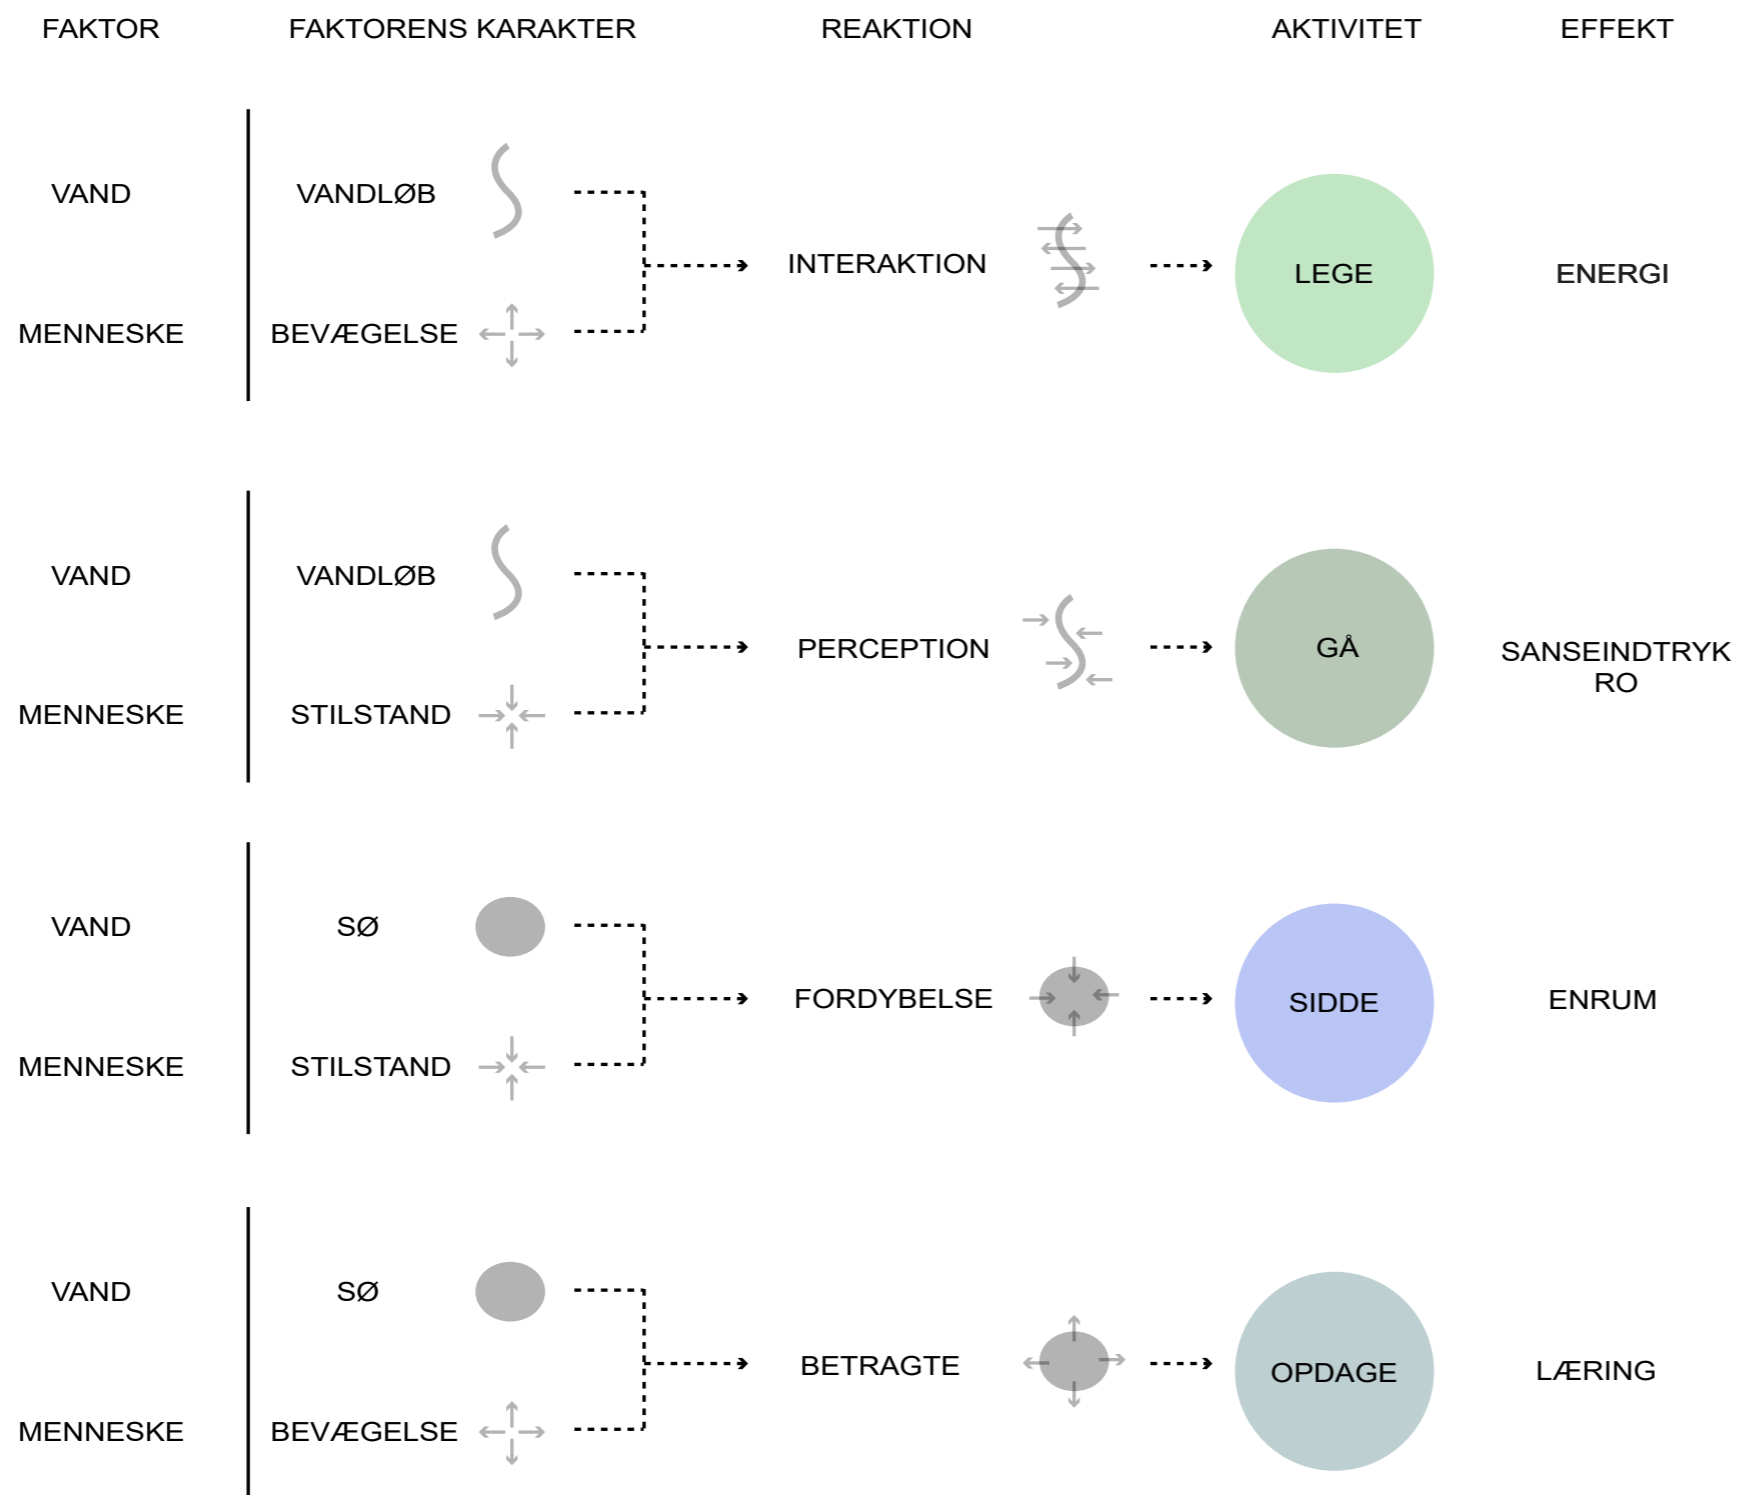 FAKTOR FAKTORENS KARAKTER REAKTION AKTIVITET EFFEKT
VAND VANDLØB
MENNESKE BEVÆGELSE
INTERAKTION LEGE ENERGI
VAND VANDLØB
MENNESKE STILSTAND
PERCEPTION GÅ SANSEINDTRYK
RO
VAND SØ
MENNESKE STILSTAND
FORDYBELSE SIDDE ENRUM
VAND SØ
MENNESKE BEVÆGELSE
BETRAGTE OPDAGE LÆRING